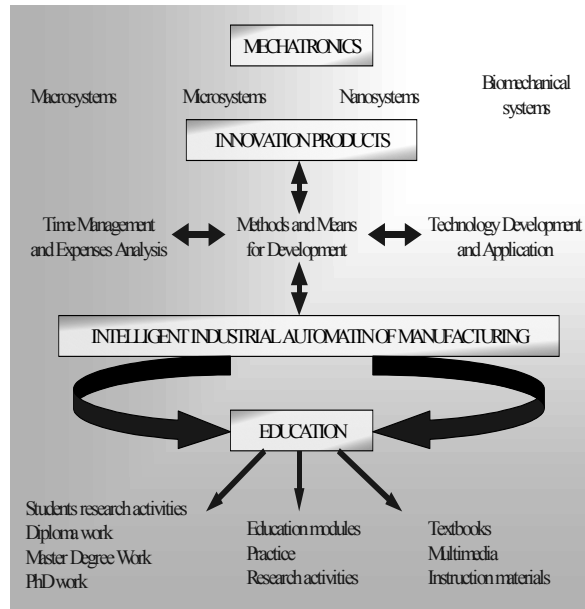 MECHATRONICS
Macrosystems
Microsystems
Nanosystems
Biomechanical
systems
INNOVATION PRODUCTS
Time Management
and Expenses Analysis
Methods and Means
for Development
Technology Development
and Application
INTELLIGENT INDUSTRIAL AUTOMATIN OF MANUFACTURING
EDUCATION
Students research activities
Diploma work
Master Degree Work
PhD work
Education modules
Practice
Research activities
Textbooks
Multimedia
Instruction materials